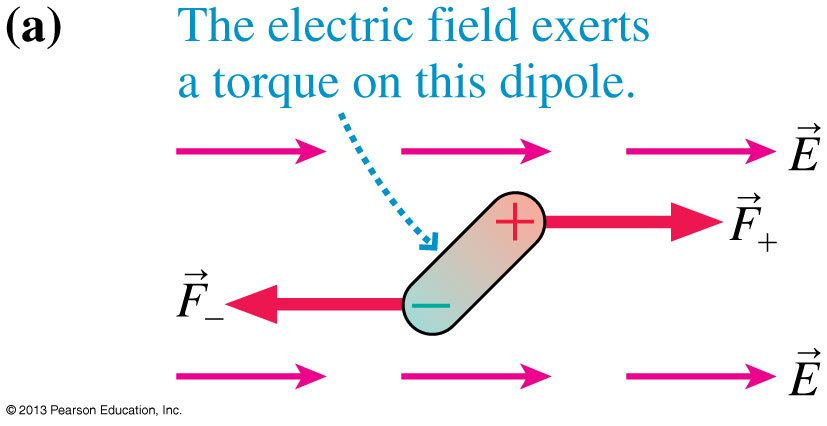 (a)
The electric field exerts
a torque on this dipole.
E⃗
+
F⃗₊
F⃗₋
−
E⃗
© 2013 Pearson Education, Inc.